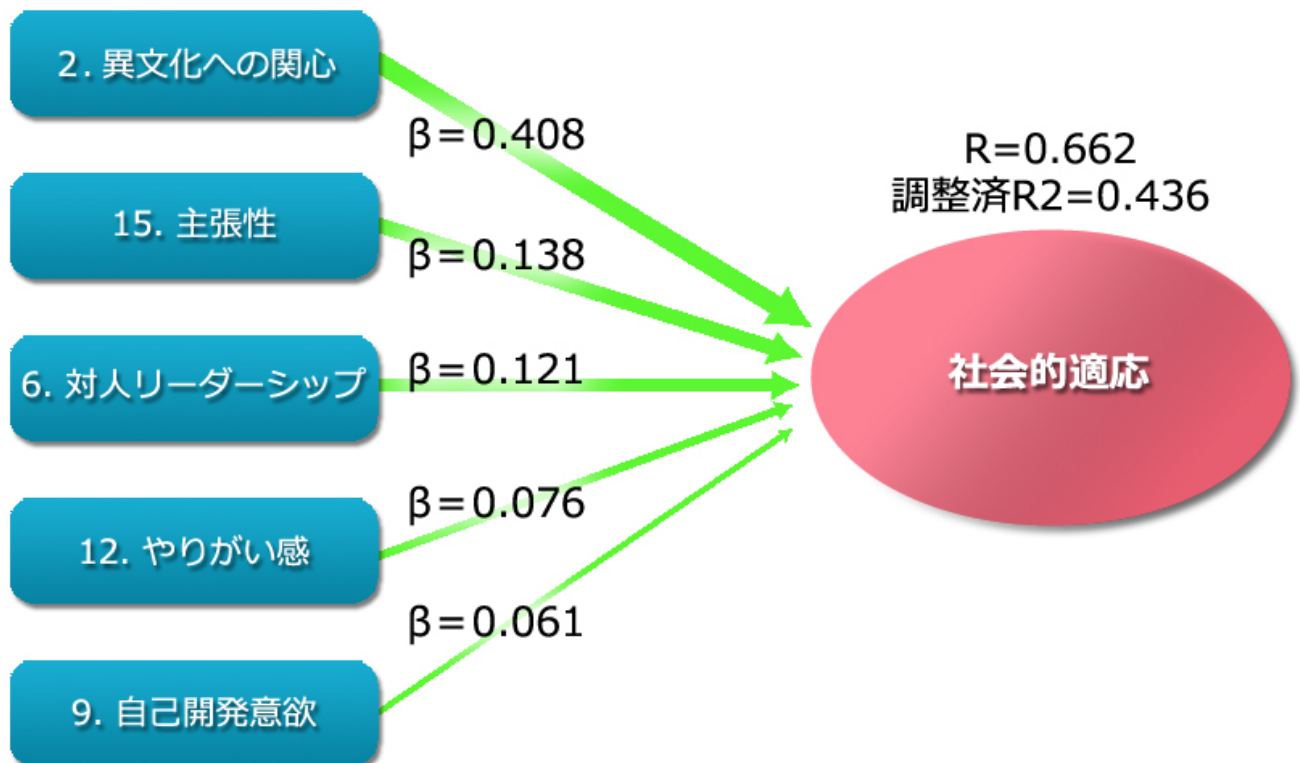 2. 異文化への関心
β=0.408
R=0.662
調整済R2=0.436
15. 主張性
β=0.138
6. 対人リーダーシップ
β=0.121
社会的適応
12. やりがい感
β=0.076
9. 自己開発意欲
β=0.061